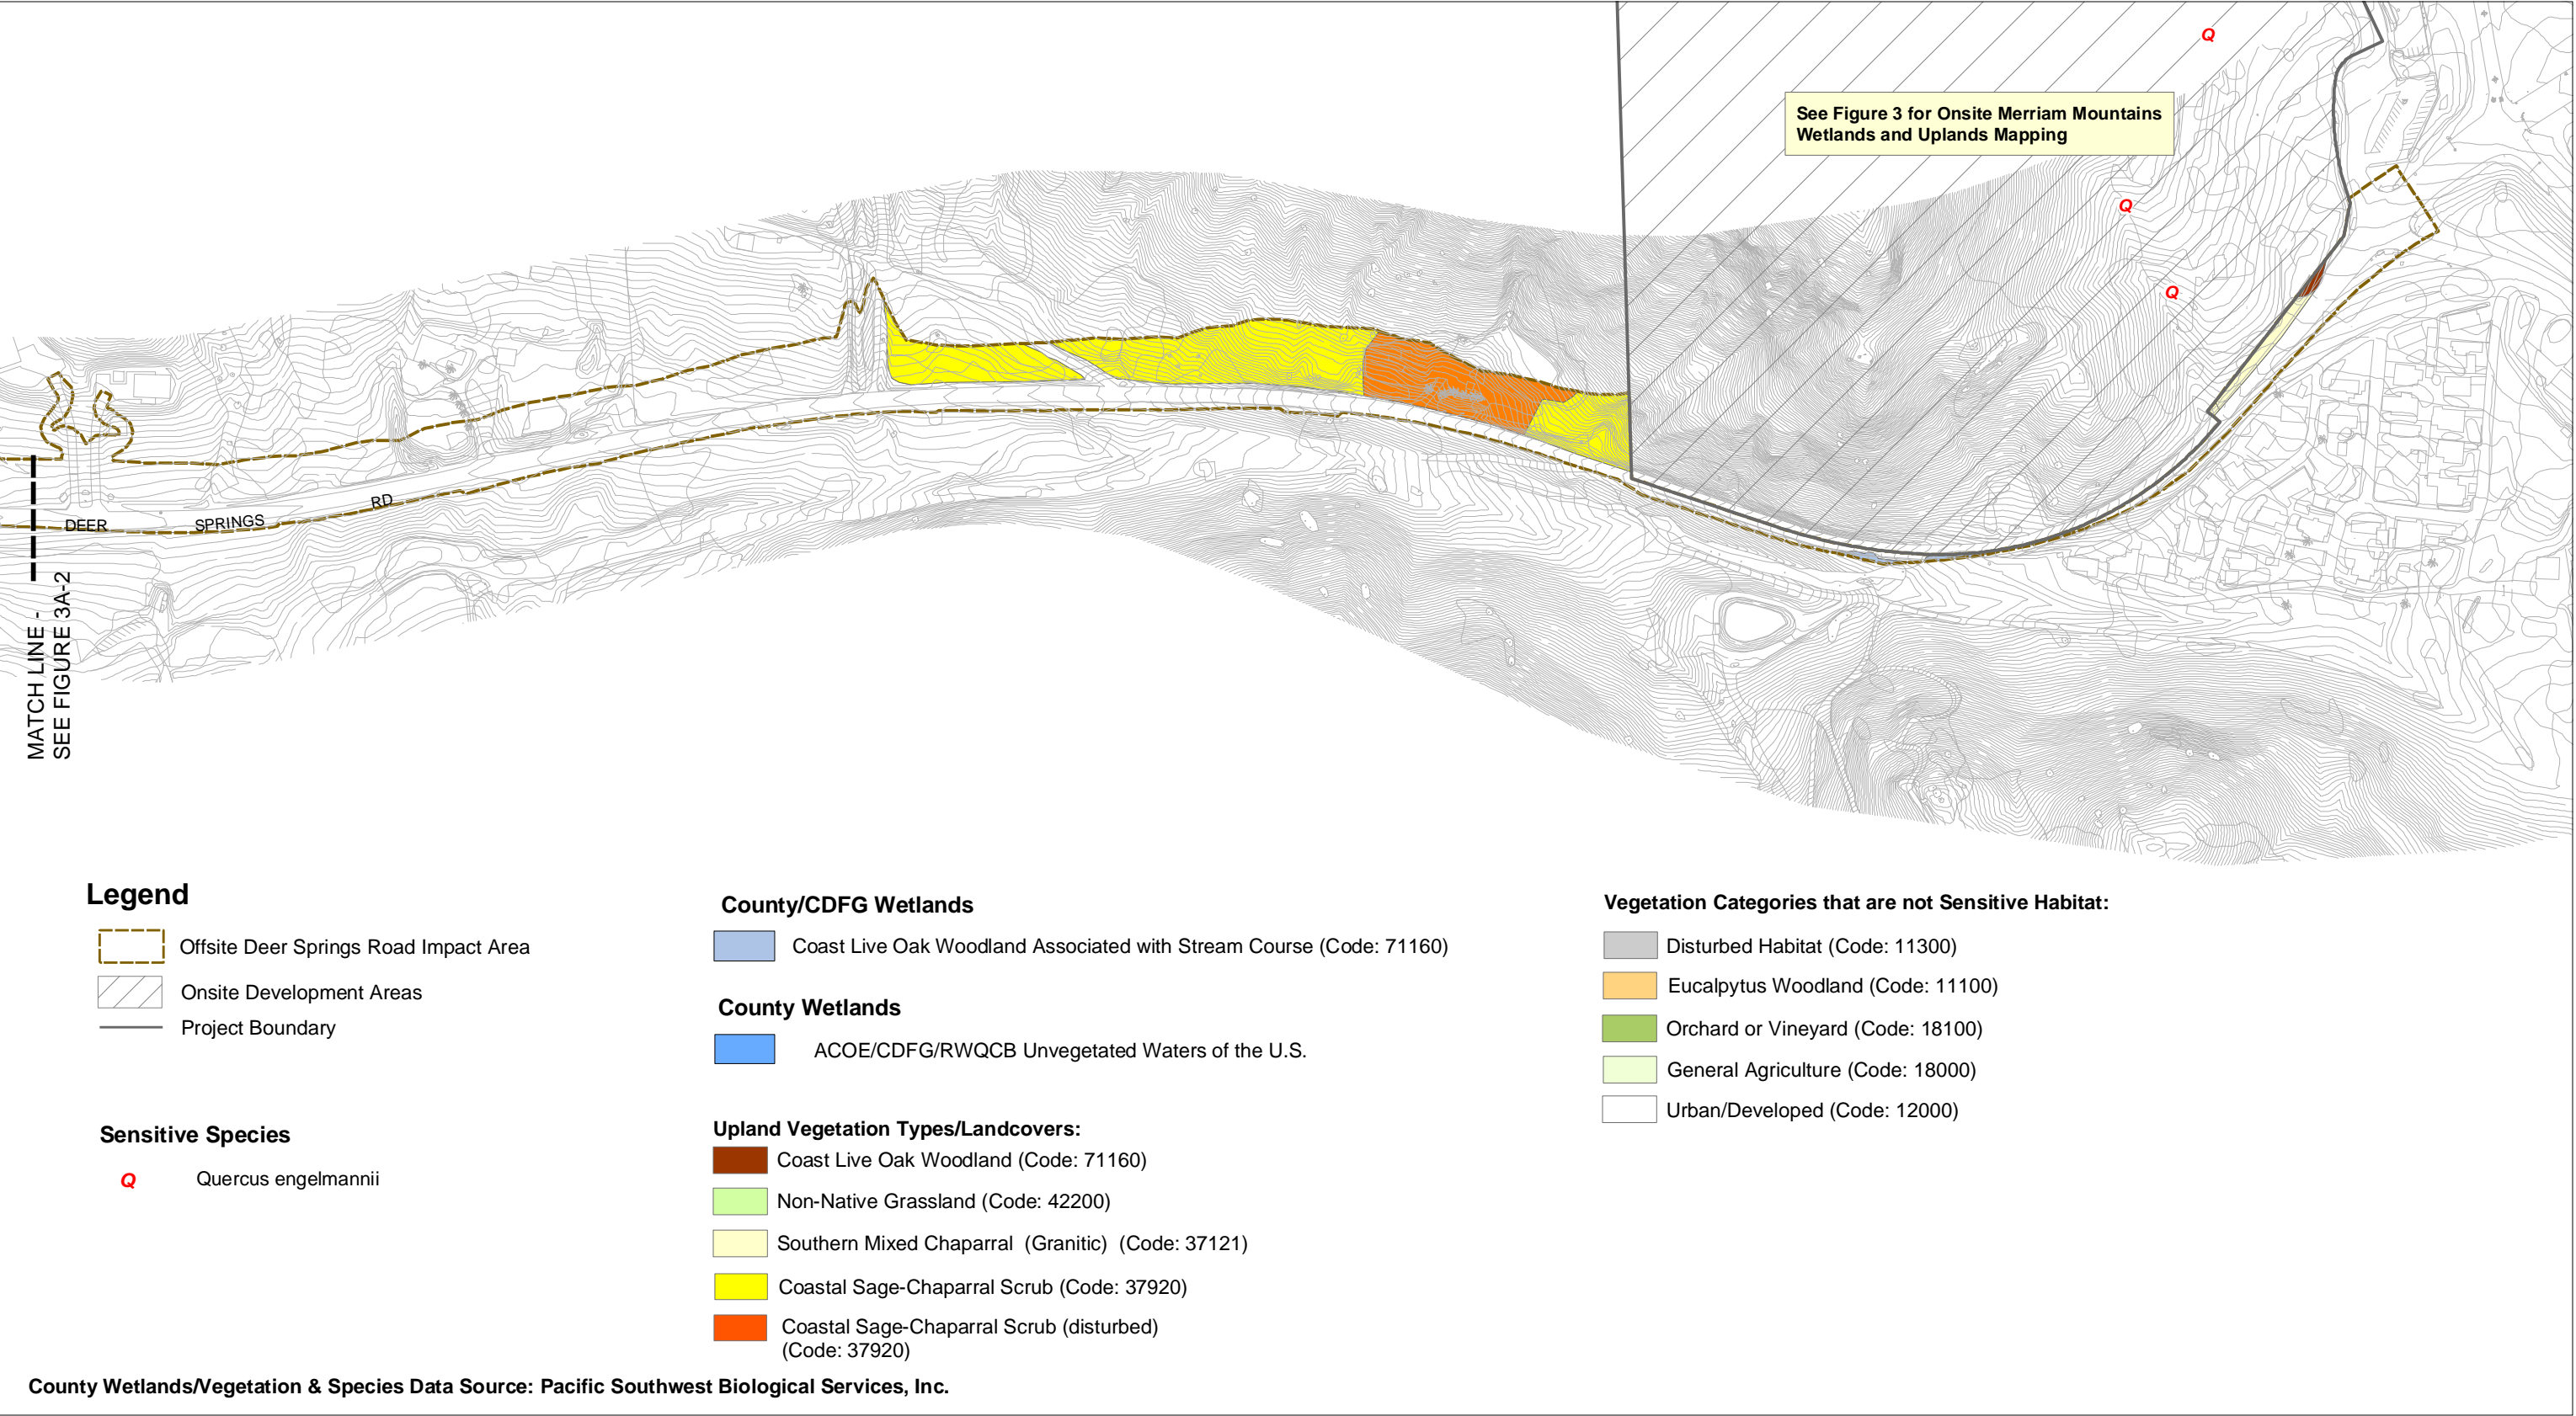 Q
See Figure 3 for Onsite Merriam Mountains
Wetlands and Uplands Mapping
Q
Q
DEER SPRINGS RD
MATCH LINE -
SEE FIGURE 3A-2
Legend
Offsite Deer Springs Road Impact Area
Onsite Development Areas
Project Boundary
Sensitive Species
Q Quercus engelmannii
County/CDFG Wetlands
Coast Live Oak Woodland Associated with Stream Course (Code: 71160)
County Wetlands
ACOE/CDFG/RWQCB Unvegetated Waters of the U.S.
Upland Vegetation Types/Landcovers:
Coast Live Oak Woodland (Code: 71160)
Non-Native Grassland (Code: 42200)
Southern Mixed Chaparral (Granitic) (Code: 37121)
Coastal Sage-Chaparral Scrub (Code: 37920)
Coastal Sage-Chaparral Scrub (disturbed)
(Code: 37920)
Vegetation Categories that are not Sensitive Habitat:
Disturbed Habitat (Code: 11300)
Eucalpytus Woodland (Code: 11100)
Orchard or Vineyard (Code: 18100)
General Agriculture (Code: 18000)
Urban/Developed (Code: 12000)
County Wetlands/Vegetation & Species Data Source: Pacific Southwest Biological Services, Inc.